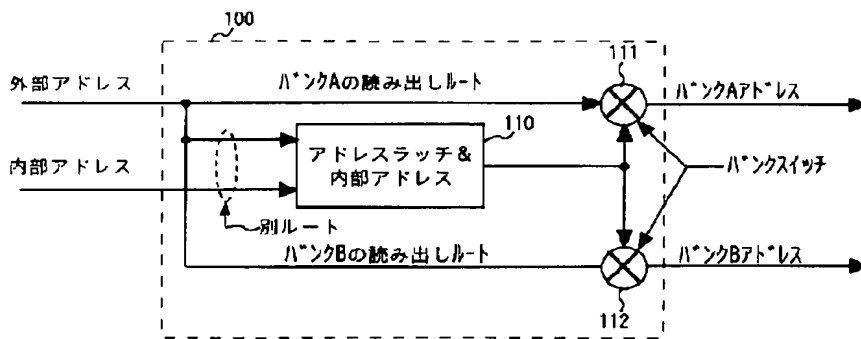 100
111
外部アドレス
バンクAの読み出しルート
バンクAアドレス
110
アドレスラッチ&
内部アドレス
内部アドレス
バンクスイッチ
別ルート
バンクBの読み出しルート
バンクBアドレス
112